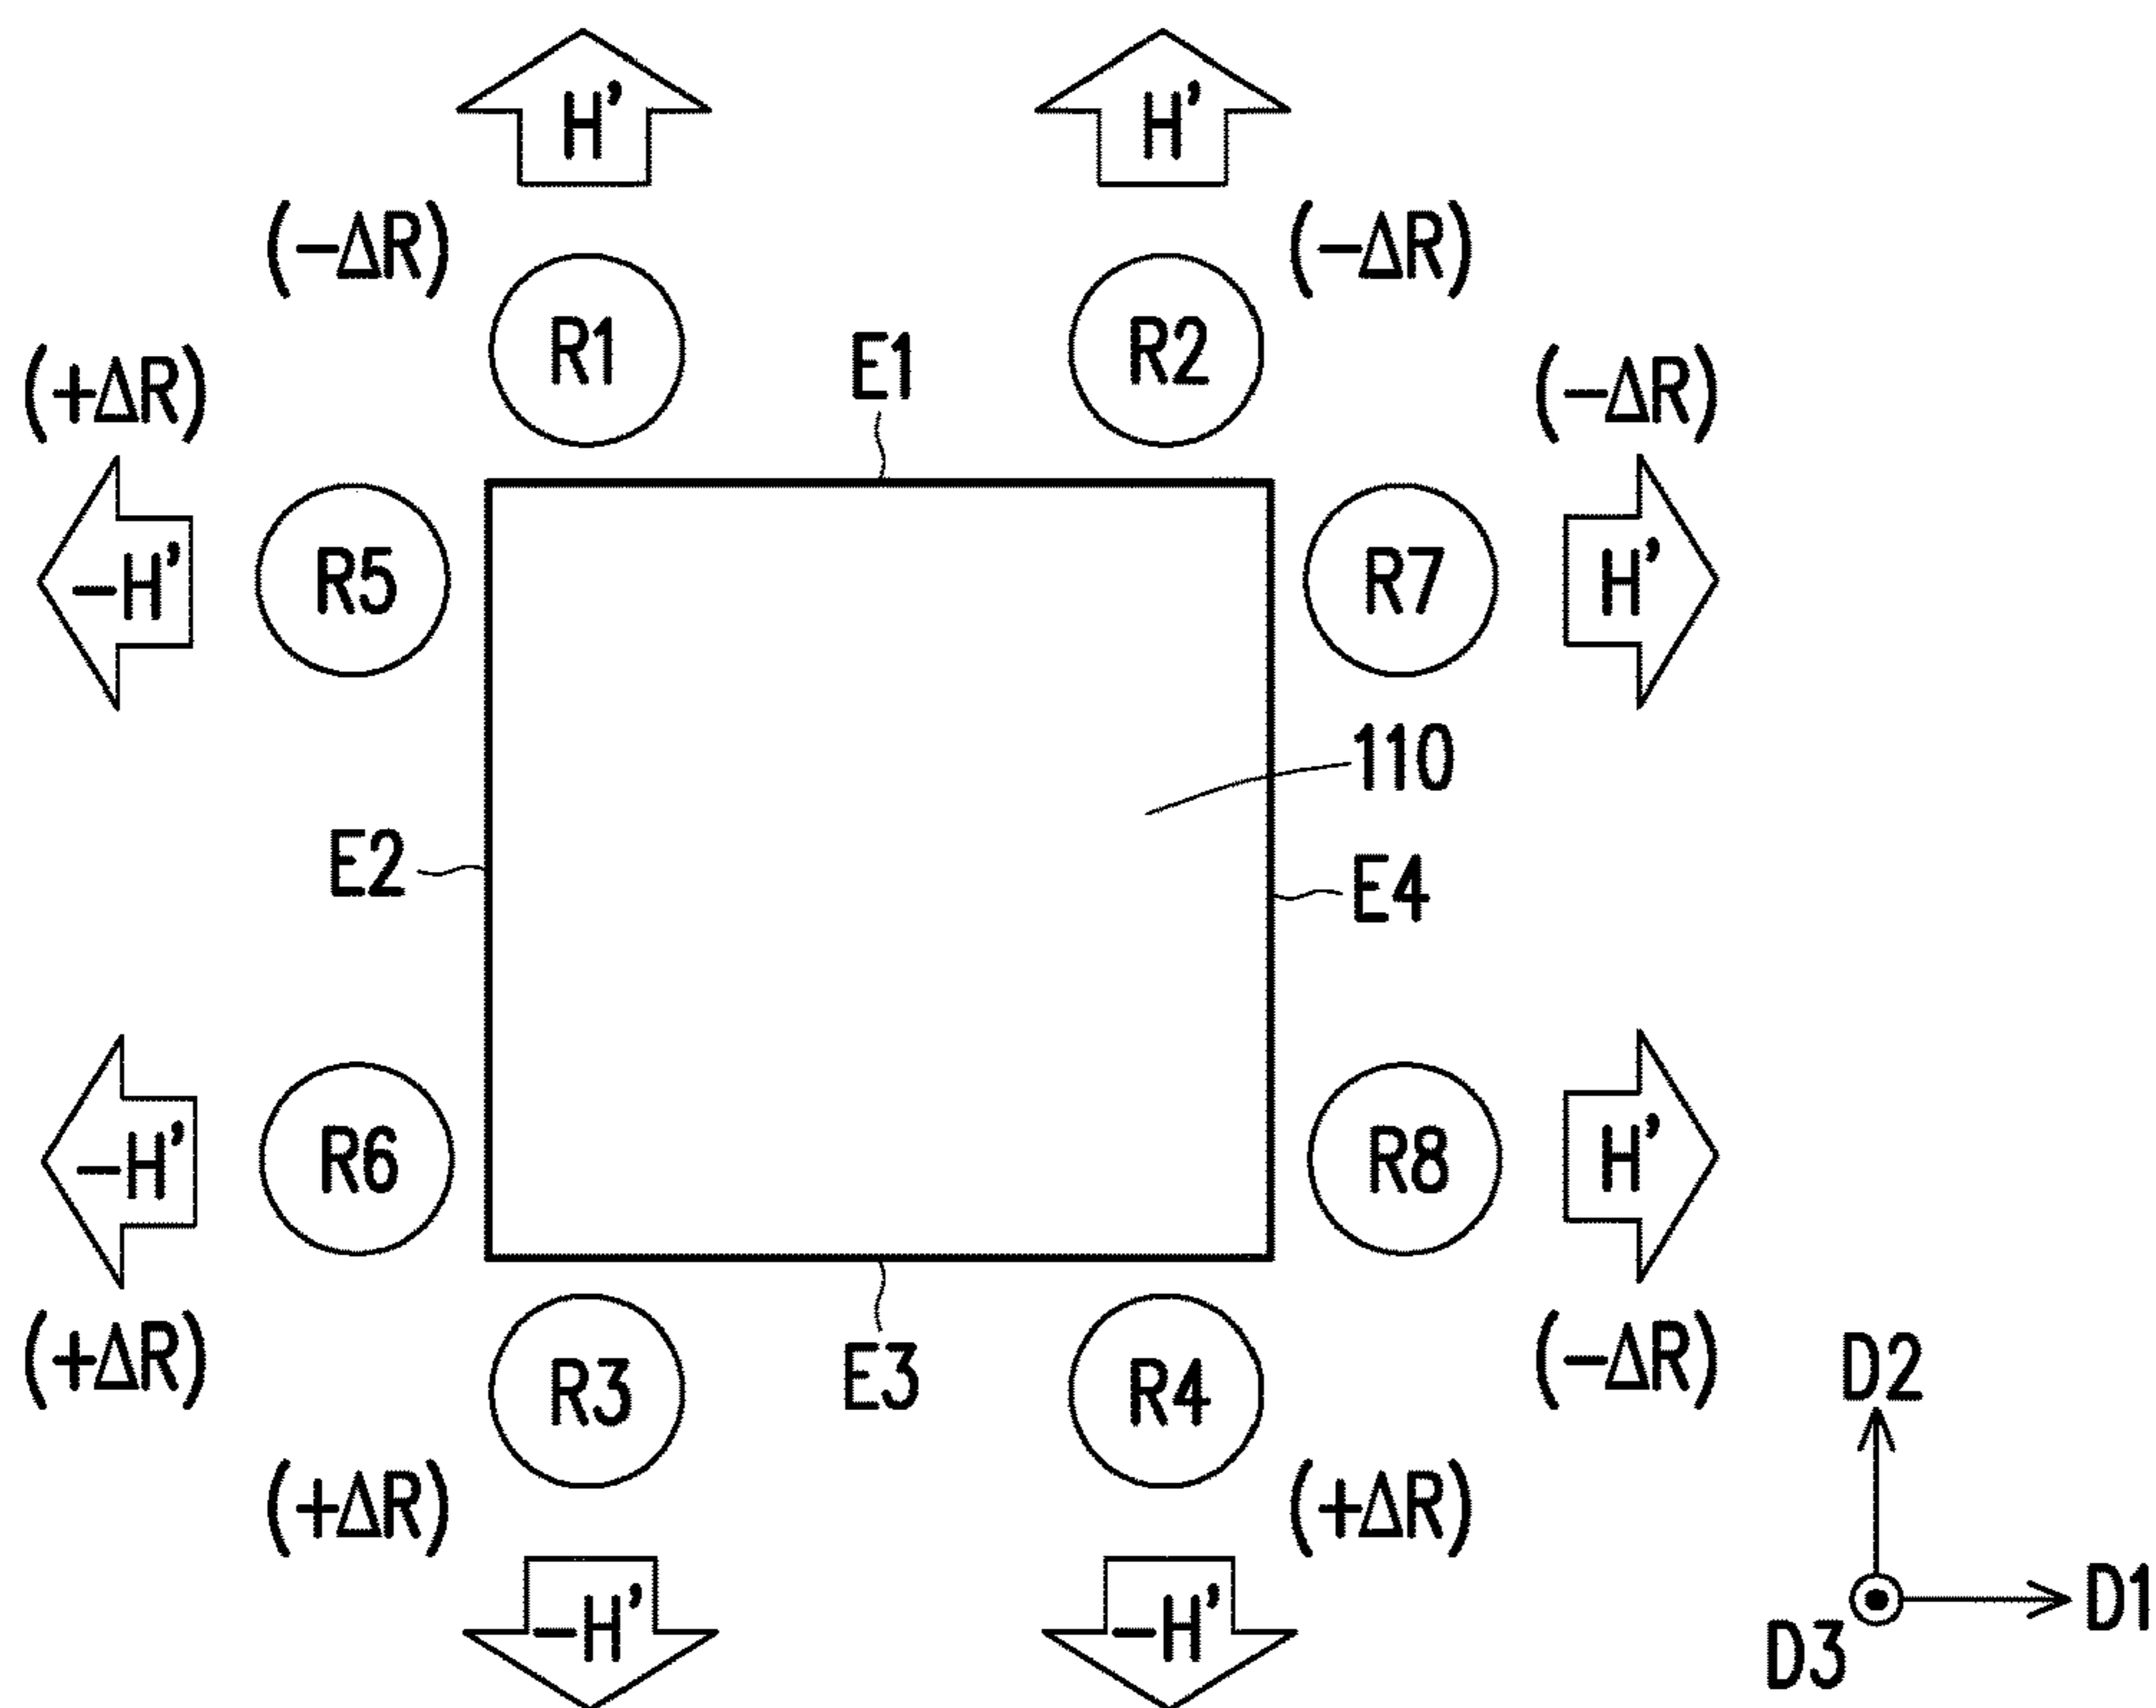 H' H'
(−ΔR) (−ΔR)
R1 E1 R2
(+ΔR) (−ΔR)
−H' R5 R7 H'
110
E2 E4
−H' R6 R8 H'
(+ΔR) R3 E3 R4 (−ΔR)
D2
(+ΔR) (+ΔR)
−H' −H' D1
D3